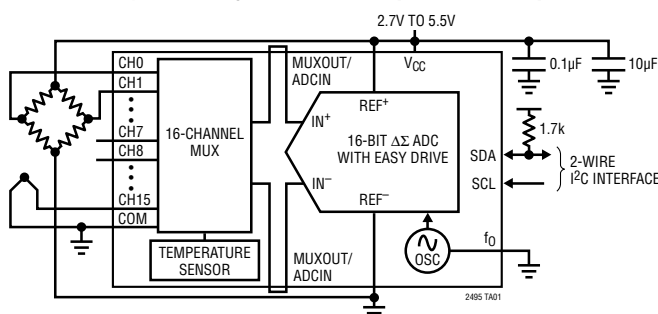 2.7V TO 5.5V
0.1µF
10µF
VCC
MUXOUT/
ADCIN
CH0
CH1
CH7
CH8
CH15
COM
16-CHANNEL
MUX
TEMPERATURE
SENSOR
REF+
IN+
16-BIT ΔΣ ADC
WITH EASY DRIVE
IN–
REF–
1.7k
SDA
SCL
2-WIRE
I2C INTERFACE
MUXOUT/
ADCIN
OSC
fO
2495 TA01